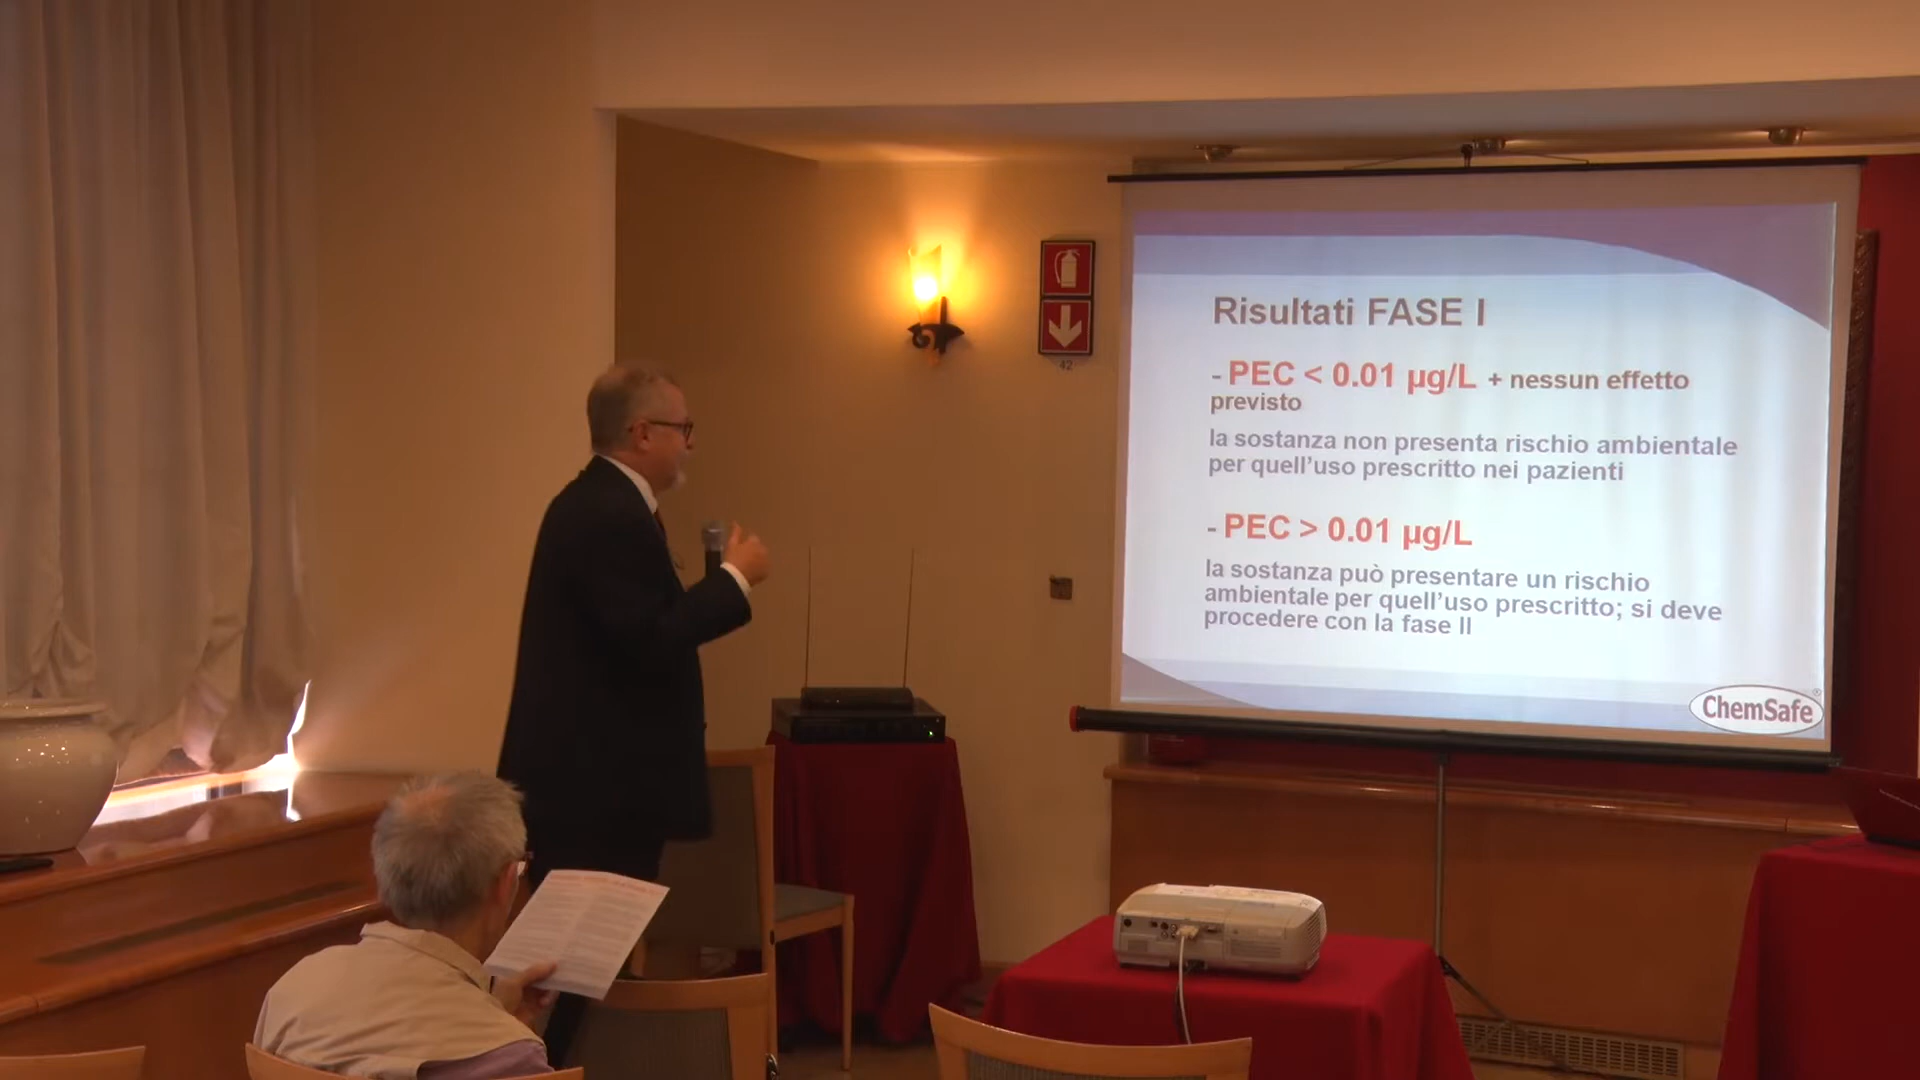 42
Risultati FASE I
- PEC < 0.01 µg/L + nessun effetto
previsto
la sostanza non presenta rischio ambientale
per quell'uso prescritto nei pazienti
- PEC > 0.01 µg/L
la sostanza può presentare un rischio
ambientale per quell'uso prescritto; si deve
procedere con la fase II
ChemSafe®